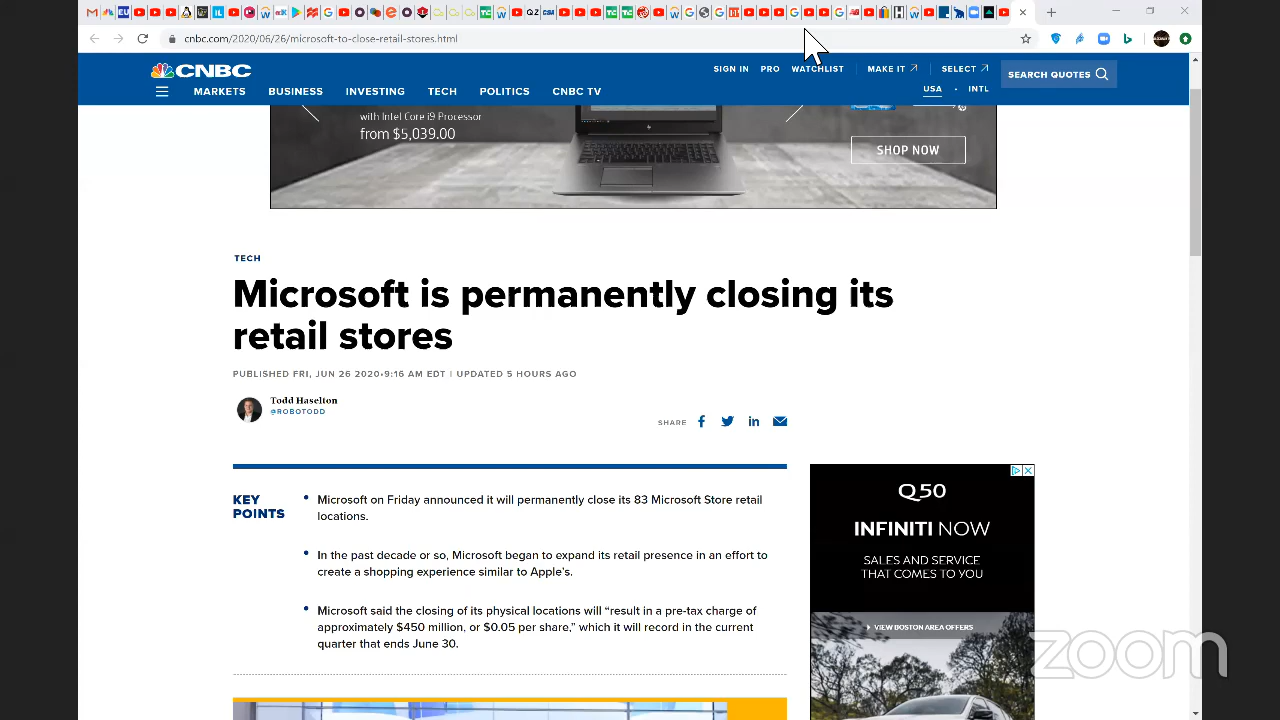 cnbc.com/2020/06/26/microsoft-to-close-retail-stores.html
CNBC
SIGN IN PRO WATCHLIST MAKE IT SELECT
SEARCH QUOTES
USA • INTL
MARKETS BUSINESS INVESTING TECH POLITICS CNBC TV
with Intel Core i9 Processor
from $5,039.00
SHOP NOW
TECH
Microsoft is permanently closing its
retail stores
PUBLISHED FRI, JUN 26 2020•9:16 AM EDT | UPDATED 5 HOURS AGO
Todd Haselton
@ROBOTODD
SHARE
KEY
POINTS
• Microsoft on Friday announced it will permanently close its 83 Microsoft Store retail
locations.
• In the past decade or so, Microsoft began to expand its retail presence in an effort to
create a shopping experience similar to Apple's.
• Microsoft said the closing of its physical locations will “result in a pre-tax charge of
approximately $450 million, or $0.05 per share,” which it will record in the current
quarter that ends June 30.
Q50
INFINITI NOW
SALES AND SERVICE
THAT COMES TO YOU
VIEW BOSTON AREA OFFERS
zoom